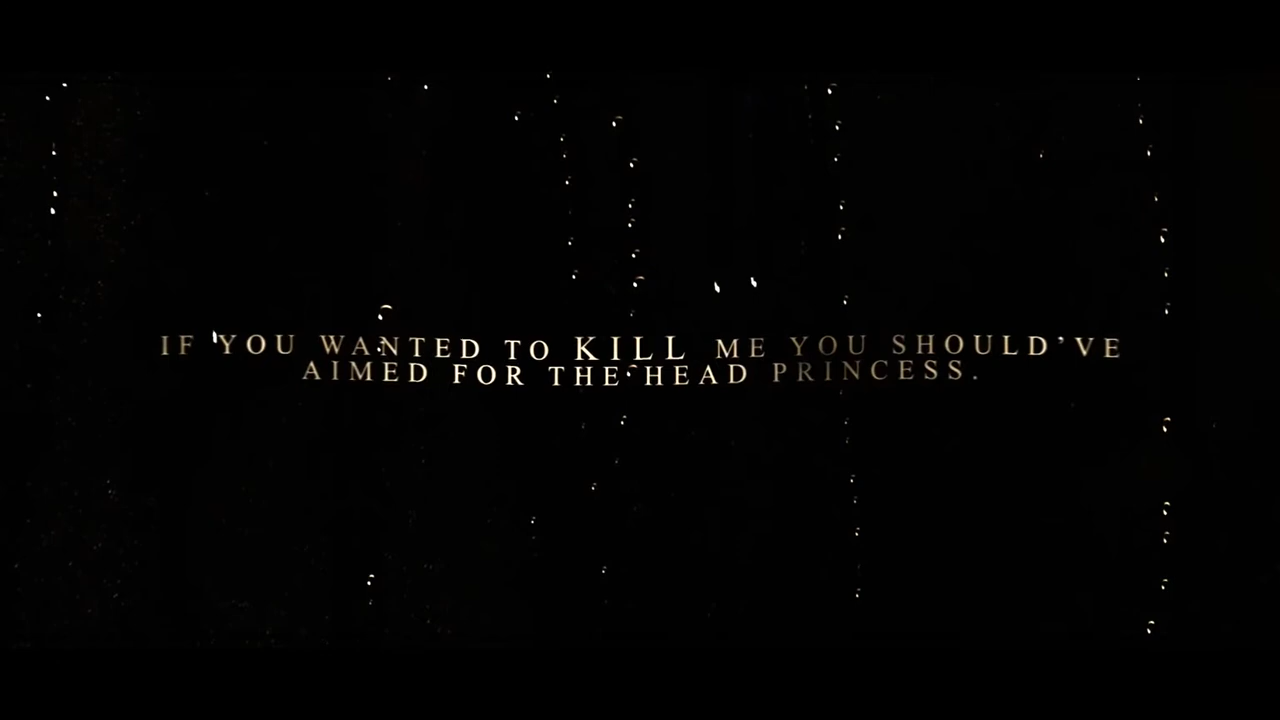 IF YOU WANTED TO KILL ME YOU SHOULD'VE
AIMED FOR THE HEAD PRINCESS.